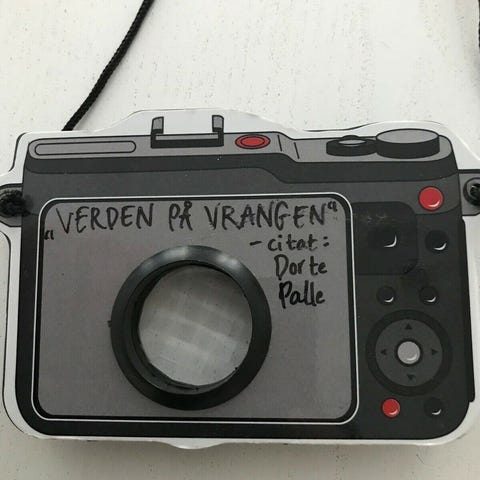 „VERDEN PÅ VRANGEN“
- citat:
Dorte
Palle